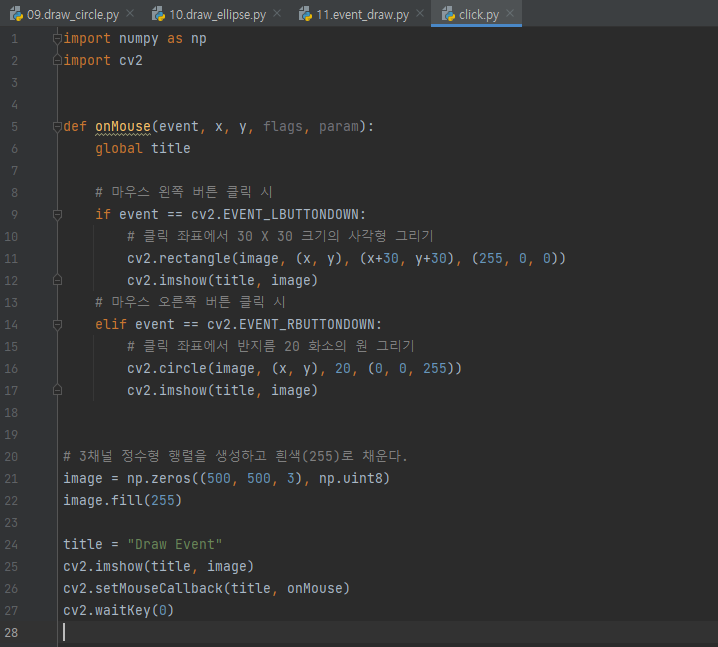 09.draw_circle.py 10.draw_ellipse.py 11.event_draw.py click.py
1 import numpy as np
2 import cv2
3
4
5 def onMouse(event, x, y, flags, param):
6     global title
7
8     # 마우스 왼쪽 버튼 클릭 시
9     if event == cv2.EVENT_LBUTTONDOWN:
10         # 클릭 좌표에서 30 X 30 크기의 사각형 그리기
11         cv2.rectangle(image, (x, y), (x+30, y+30), (255, 0, 0))
12         cv2.imshow(title, image)
13     # 마우스 오른쪽 버튼 클릭 시
14     elif event == cv2.EVENT_RBUTTONDOWN:
15         # 클릭 좌표에서 반지름 20 화소의 원 그리기
16         cv2.circle(image, (x, y), 20, (0, 0, 255))
17         cv2.imshow(title, image)
18
19
20 # 3채널 정수형 행렬을 생성하고 흰색(255)로 채운다.
21 image = np.zeros((500, 500, 3), np.uint8)
22 image.fill(255)
23
24 title = "Draw Event"
25 cv2.imshow(title, image)
26 cv2.setMouseCallback(title, onMouse)
27 cv2.waitKey(0)
28